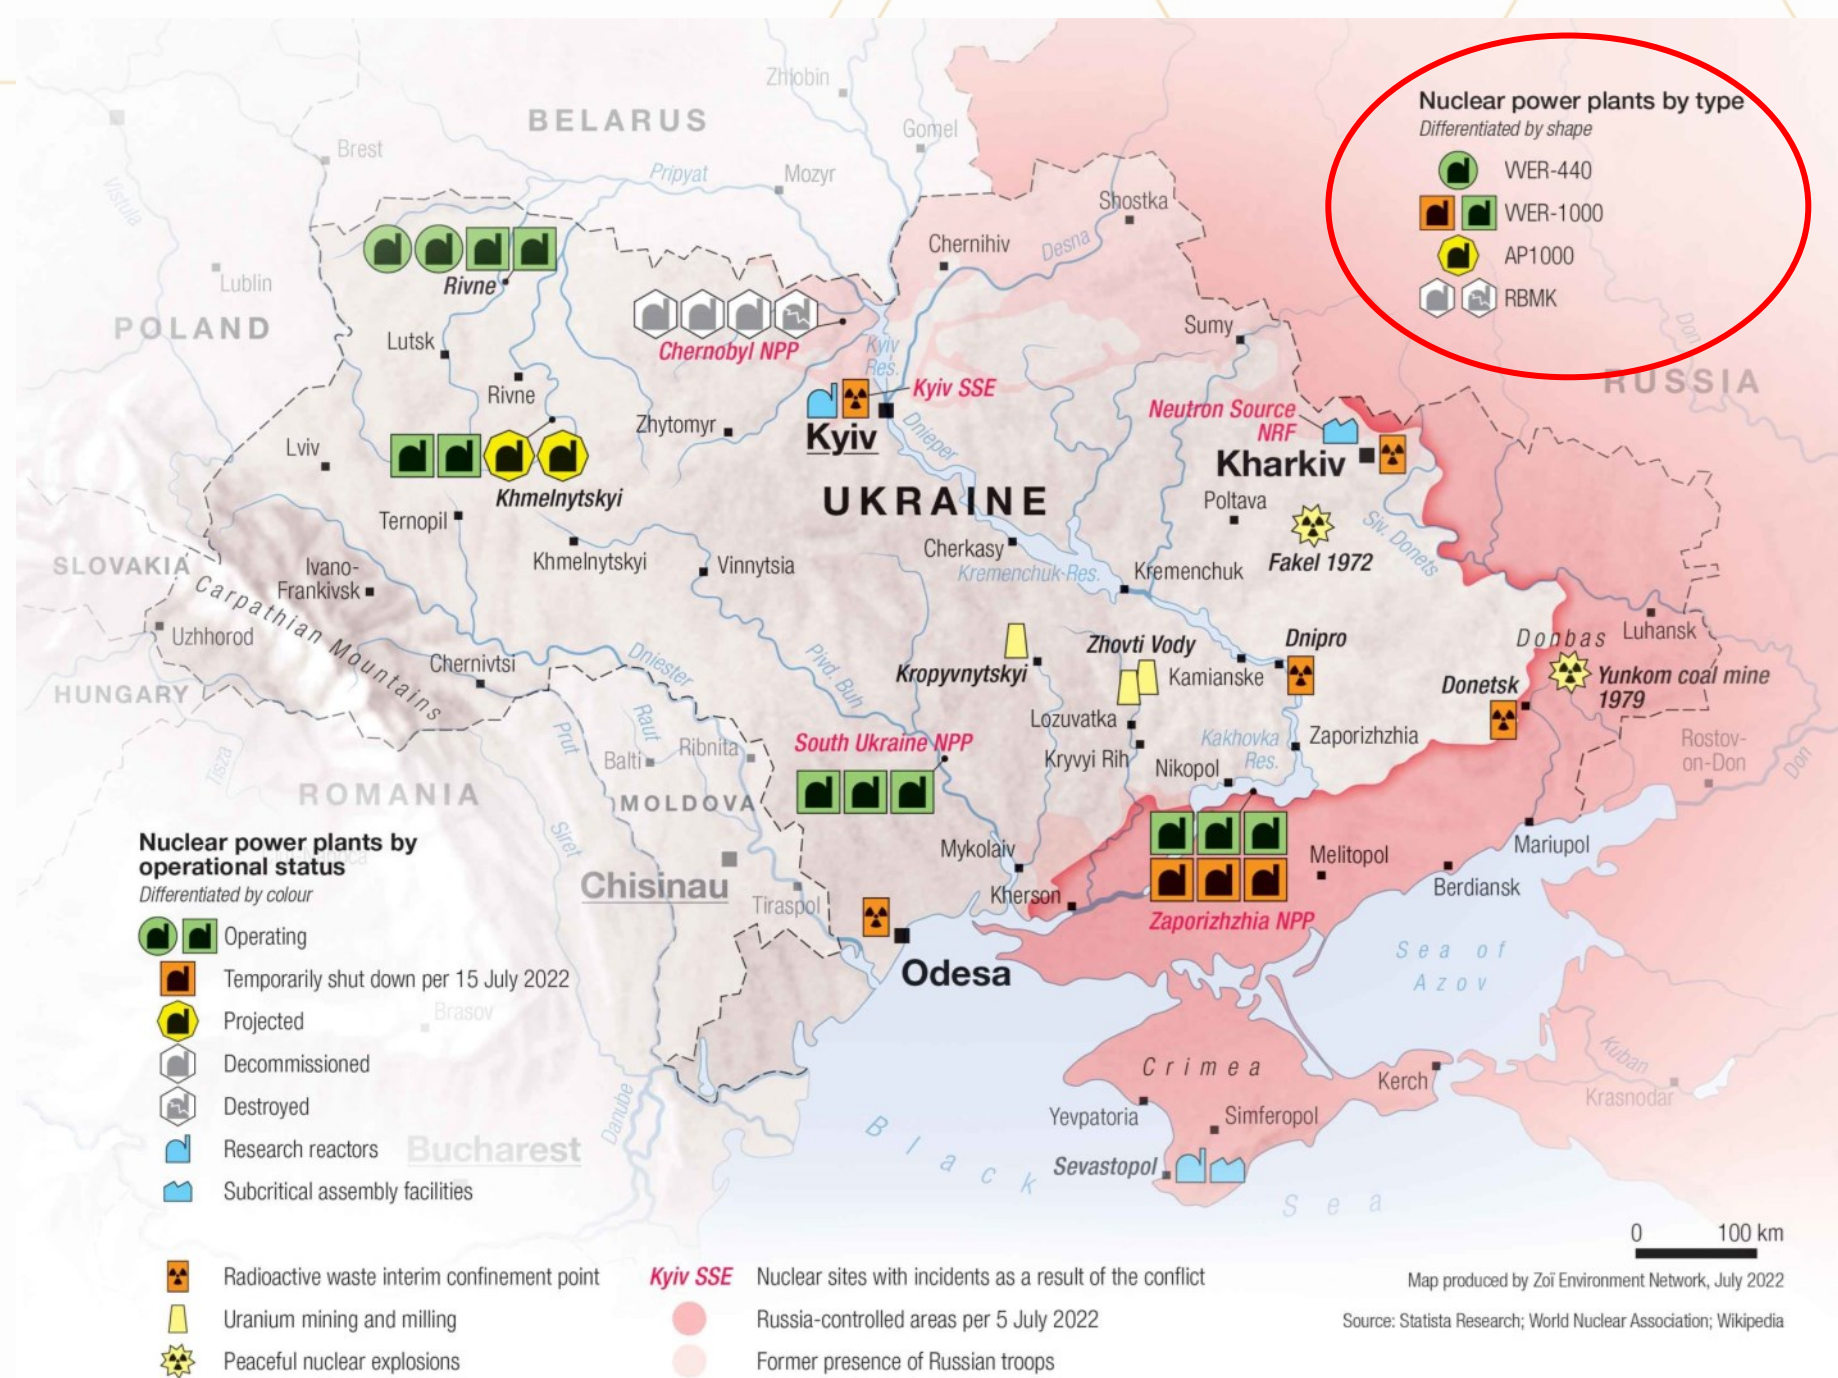 Zhlobin
BELARUS
Gomel
Brest
Pripyat
Mozyr
Vistula
Shostka
Chernihiv
Desna
Nuclear power plants by type
Differentiated by shape
VVER-440
VVER-1000
AP1000
RBMK
Lublin
Rivne
POLAND
Lutsk
Chernobyl NPP
Kyiv
Res.
Sumy
Don
RUSSIA
Rivne
Kyiv SSE
Zhytomyr
Kyiv
Dnieper
Neutron Source
NRF
Kharkiv
Lviv
Khmelnytskyi
UKRAINE
Poltava
Ternopil
Siv. Donets
Fakel 1972
Khmelnytskyi
Vinnytsia
Cherkasy
Kremenchuk-Res.
Kremenchuk
SLOVAKIA
Ivano-
Frankivsk
Carpathian Mountains
Uzhhorod
Chernivtsi
Dniester
Pivd. Buh
Kropyvnytskyi
Zhovti Vody
Kamianske
Dnipro
Donbas
Luhansk
Donetsk
Yunkom coal mine
1979
HUNGARY
Tisza
Prut
Raut
Balti
Ribnita
South Ukraine NPP
Lozuvatka
Kryvyi Rih
Kakhovka
Res.
Nikopol
Zaporizhzhia
Rostov-
on-Don
Don
ROMANIA
MOLDOVA
Siret
Mykolaiv
Melitopol
Mariupol
Berdiansk
Chisinau
Tiraspol
Kherson
Zaporizhzhia NPP
Odesa
Sea of
Azov
Nuclear power plants by
operational status
Differentiated by colour
Operating
Temporarily shut down per 15 July 2022
Projected
Decommissioned
Destroyed
Research reactors
Subcritical assembly facilities
Brasov
Bucharest
Danube
Crimea
Kerch
Kuban
Krasnodar
Yevpatoria
Simferopol
Sevastopol
Black Sea
0 100 km
Radioactive waste interim confinement point
Uranium mining and milling
Peaceful nuclear explosions
Kyiv SSE Nuclear sites with incidents as a result of the conflict
Russia-controlled areas per 5 July 2022
Former presence of Russian troops
Map produced by Zoï Environment Network, July 2022
Source: Statista Research; World Nuclear Association; Wikipedia